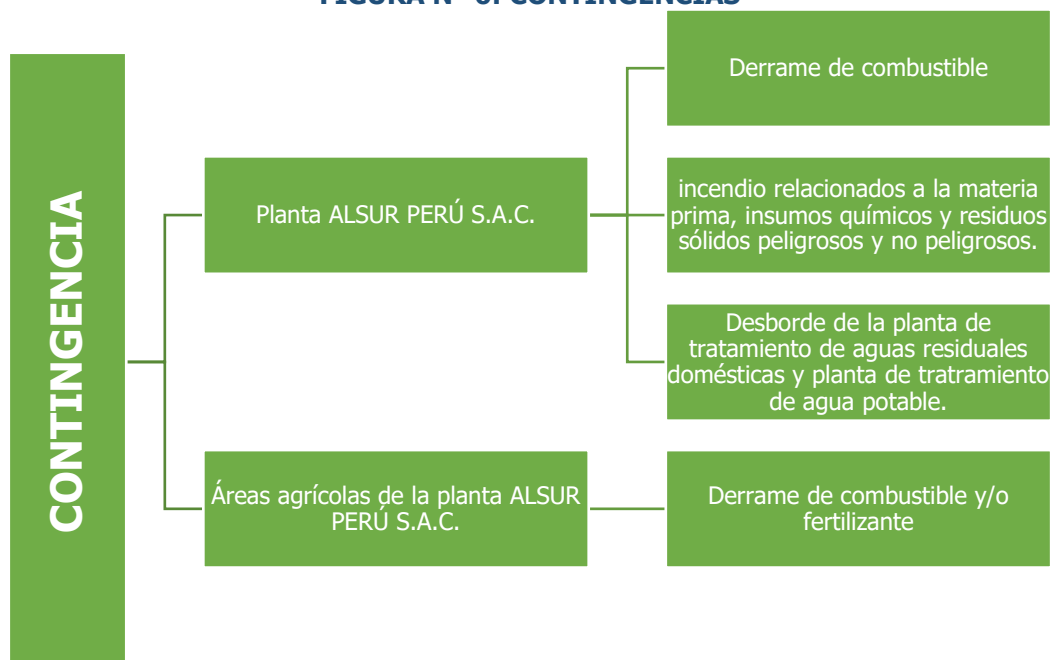 CONTINGENCIA
Planta ALSUR PERÚ S.A.C.
Derrame de combustible
incendio relacionados a la materia
prima, insumos químicos y residuos
sólidos peligrosos y no peligrosos.
Desborde de la planta de
tratamiento de aguas residuales
domésticas y planta de tratramiento
de agua potable.
Áreas agrícolas de la planta ALSUR
PERÚ S.A.C.
Derrame de combustible y/o
fertilizante